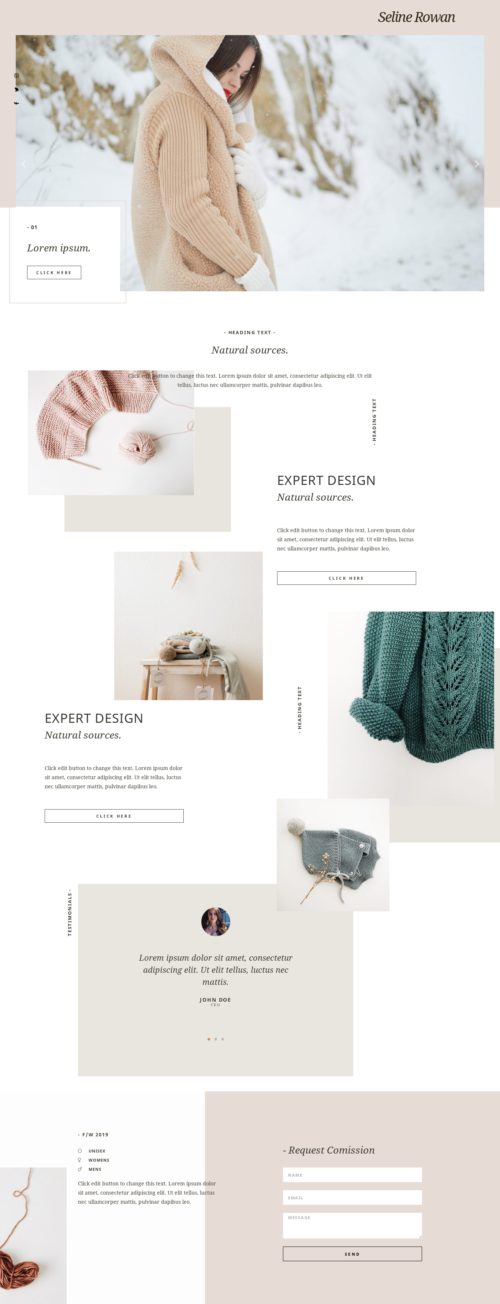 Seline Rowan
- 01
Lorem ipsum.
CLICK HERE
- HEADING TEXT -
Natural sources.
Click edit button to change this text. Lorem ipsum dolor sit amet, consectetur adipiscing elit. Ut elit
tellus, luctus nec ullamcorper mattis, pulvinar dapibus leo.
- HEADING TEXT
EXPERT DESIGN
Natural sources.
Click edit button to change this text. Lorem ipsum dolor
sit amet, consectetur adipiscing elit. Ut elit tellus, luctus
nec ullamcorper mattis, pulvinar dapibus leo.
CLICK HERE
- HEADING TEXT
EXPERT DESIGN
Natural sources.
Click edit button to change this text. Lorem ipsum dolor
sit amet, consectetur adipiscing elit. Ut elit tellus, luctus
nec ullamcorper mattis, pulvinar dapibus leo.
CLICK HERE
TESTIMONIALS -
Lorem ipsum dolor sit amet, consectetur
adipiscing elit. Ut elit tellus, luctus nec
mattis.
JOHN DOE
CEO
- F/W 2019
UNISEX
WOMENS
MENS
Click edit button to change this text. Lorem ipsum dolor
sit amet, consectetur adipiscing elit. Ut elit tellus, luctus
nec ullamcorper mattis, pulvinar dapibus leo.
- Request Comission
NAME
EMAIL
MESSAGE
SEND